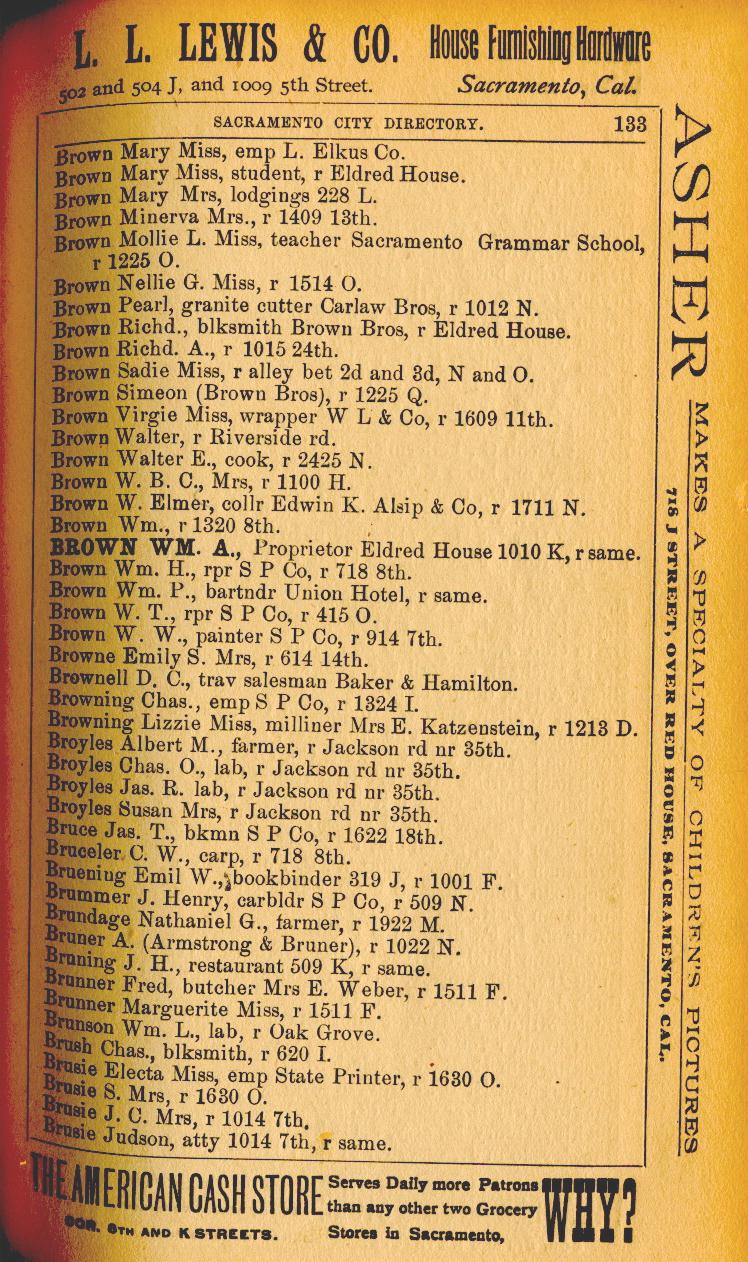 L. L. LEWIS & CO. House Furnishing Hardware
502 and 504 J, and 1009 5th Street. Sacramento, Cal.
SACRAMENTO CITY DIRECTORY. 133
Brown Mary Miss, emp L. Elkus Co.
Brown Mary Miss, student, r Eldred House.
Brown Mary Mrs, lodgings 228 L.
Brown Minerva Mrs., r 1409 13th.
Brown Mollie L. Miss, teacher Sacramento Grammar School,
r 1225 O.
Brown Nellie G. Miss, r 1514 O.
Brown Pearl, granite cutter Carlaw Bros, r 1012 N.
Brown Richd., blksmith Brown Bros, r Eldred House.
Brown Richd. A., r 1015 24th.
Brown Sadie Miss, r alley bet 2d and 3d, N and O.
Brown Simeon (Brown Bros), r 1225 Q.
Brown Virgie Miss, wrapper W L & Co, r 1609 11th.
Brown Walter, r Riverside rd.
Brown Walter E., cook, r 2425 N.
Brown W. B. C., Mrs, r 1100 H.
Brown W. Elmer, collr Edwin K. Alsip & Co, r 1711 N.
Brown Wm., r 1320 8th.
BROWN WM. A., Proprietor Eldred House 1010 K, r same.
Brown Wm. H., rpr S P Co, r 718 8th.
Brown Wm. P., bartndr Union Hotel, r same.
Brown W. T., rpr S P Co, r 415 O.
Brown W. W., painter S P Co, r 914 7th.
Browne Emily S. Mrs, r 614 14th.
Brownell D. C., trav salesman Baker & Hamilton.
Browning Chas., emp S P Co, r 1324 I.
Browning Lizzie Miss, milliner Mrs E. Katzenstein, r 1213 D.
Broyles Albert M., farmer, r Jackson rd nr 35th.
Broyles Chas. O., lab, r Jackson rd nr 35th.
Broyles Jas. R. lab, r Jackson rd nr 35th.
Broyles Susan Mrs, r Jackson rd nr 35th.
Bruce Jas. T., bkmn S P Co, r 1622 18th.
Bruceler C. W., carp, r 718 8th.
Bruening Emil W., bookbinder 319 J, r 1001 F.
Brummer J. Henry, carbldr S P Co, r 509 N.
Brundage Nathaniel G., farmer, r 1922 M.
Bruner A. (Armstrong & Bruner), r 1022 N.
Bruning J. H., restaurant 509 K, r same.
Brunner Fred, butcher Mrs E. Weber, r 1511 F.
Brunner Marguerite Miss, r 1511 F.
Brunson Wm. L., lab, r Oak Grove.
Brush Chas., blksmith, r 620 I.
Brusie Electa Miss, emp State Printer, r 1630 O.
Brusie S. Mrs, r 1630 O.
Brusie J. C. Mrs, r 1014 7th.
Brusie Judson, atty 1014 7th, r same.
ASHER MAKES A SPECIALTY OF CHILDREN'S PICTURES
718 J STREET, OVER RED HOUSE, SACRAMENTO, CAL.
THE AMERICAN CASH STORE Serves Daily more Patrons WHY?
than any other two Grocery
COR. 8TH AND K STREETS. Stores in Sacramento,